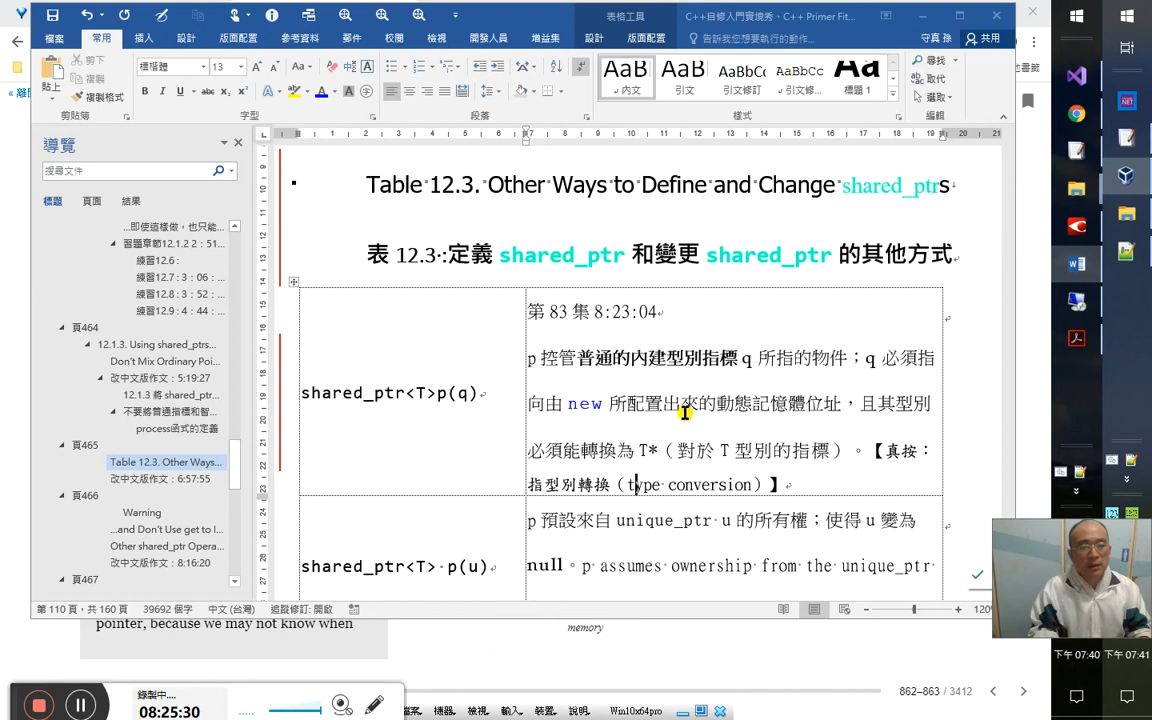 C++自修入門實境秀、C++ Primer Fit...
表格工具
檔案
常用
插入
設計
版面配置
參考資料
郵件
校閱
檢視
開發人員
增益集
設計
版面配置
告訴我您想要執行的動作...
守真 孫
共用
貼上
剪下
複製
複製格式
剪貼簿
標楷體
13
字型
段落
AaB
內文
AaB
引文
AaBbCc
引文修訂
AaBbCc
引文修...
Aa
標題 1
樣式
尋找
取代
選取
編輯
導覽
搜尋文件
標題
頁面
結果
...即使這樣做，也只能...
習題章節12.1.2 2：51...
練習12.6 :
練習12.7 : 3：06：...
練習12.8 : 3：52：...
練習12.9 : 4：44：...
頁464
12.1.3. Using shared_ptrs...
Don't Mix Ordinary Poi...
改中文版作文：5:19:27
12.1.3 將 shared_ptr...
不要將普通指標和智...
process函式的定義
頁465
Table 12.3. Other Ways...
改中文版作文：6:57:55
頁466
Warning
...and Don't Use get to I...
Other shared_ptr Opera...
改中文版作文：8:16:20
頁467
Table 12.3. Other Ways to Define and Change shared_ptrs
表 12.3 :定義 shared_ptr 和變更 shared_ptr 的其他方式
shared_ptr<T>p(q)
第 83 集 8:23:04
p 控管普通的內建型別指標 q 所指的物件；q 必須指
向由 new 所配置出來的動態記憶體位址，且其型別
必須能轉換為 T*（對於 T 型別的指標）。【真按：
指型別轉換（type conversion）】
shared_ptr<T> p(u)
p 預設來自 unique_ptr u 的所有權；使得 u 變為
null。p assumes ownership from the unique_ptr
第 110 頁，共 160 頁
39692 個字
中文 (台灣)
追蹤修訂: 開啟
120%
pointer, because we may not know when
memory
862–863 / 3412
錄製中....
08:25:30
檔案
機器
檢視
輸入
裝置
說明
Win10x64pro
下午 07:40
下午 07:41